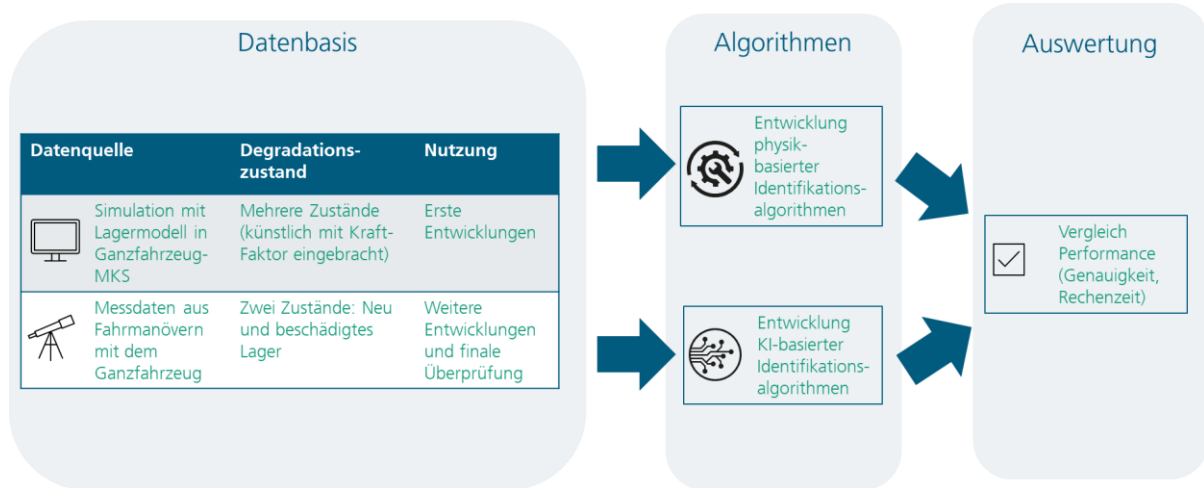 Datenbasis
Datenquelle
Degradations-
zustand
Nutzung
Simulation mit
Lagermodell in
Ganzfahrzeug-
MKS
Mehrere Zustände
(künstlich mit Kraft-
Faktor eingebracht)
Erste
Entwicklungen
Messdaten aus
Fahrmanövern
mit dem
Ganzfahrzeug
Zwei Zustände: Neu
und beschädigtes
Lager
Weitere
Entwicklungen
und finale
Überprüfung
Algorithmen
Entwicklung
physik-
basierter
Identifikations-
algorithmen
Entwicklung
KI-basierter
Identifikations-
algorithmen
Auswertung
Vergleich
Performance
(Genauigkeit,
Rechenzeit)